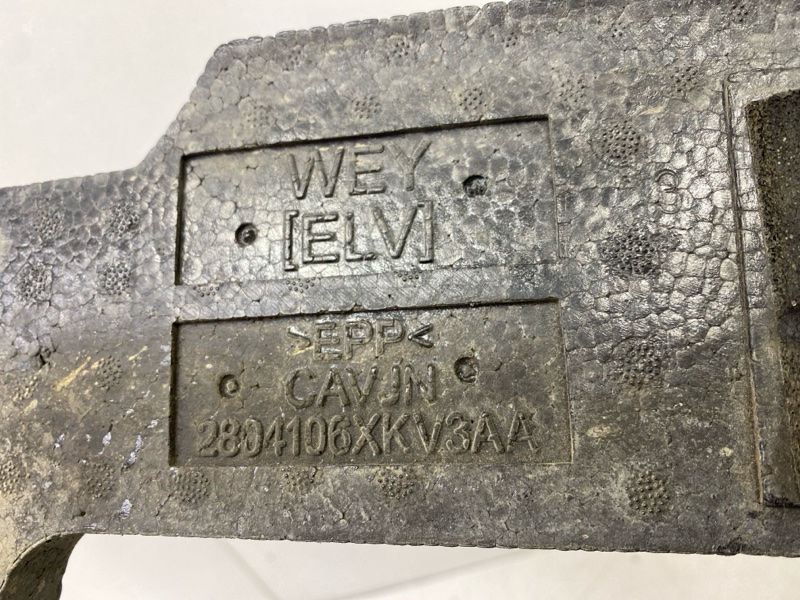 WEY
[ELV]
>EPP<
CAVJN
2804106XKV3AA